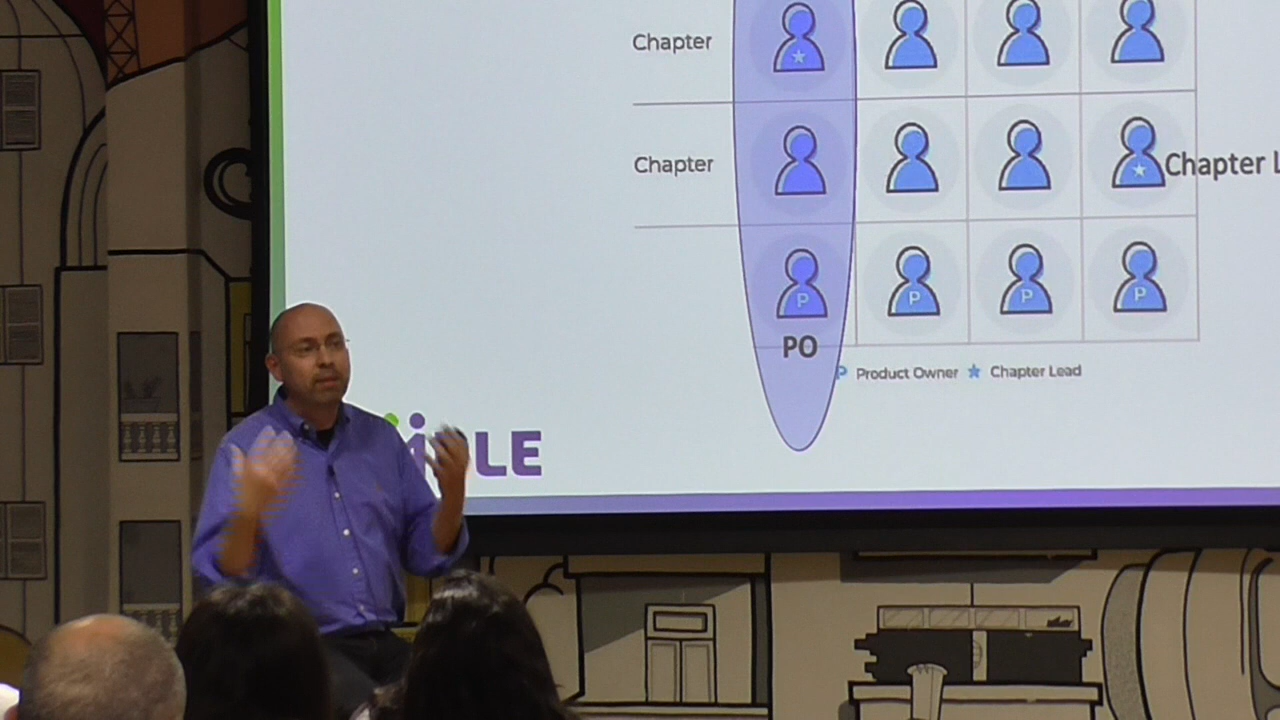 Chapter
Chapter
Chapter L
P P P P
PO
P Product Owner ★ Chapter Lead
LE